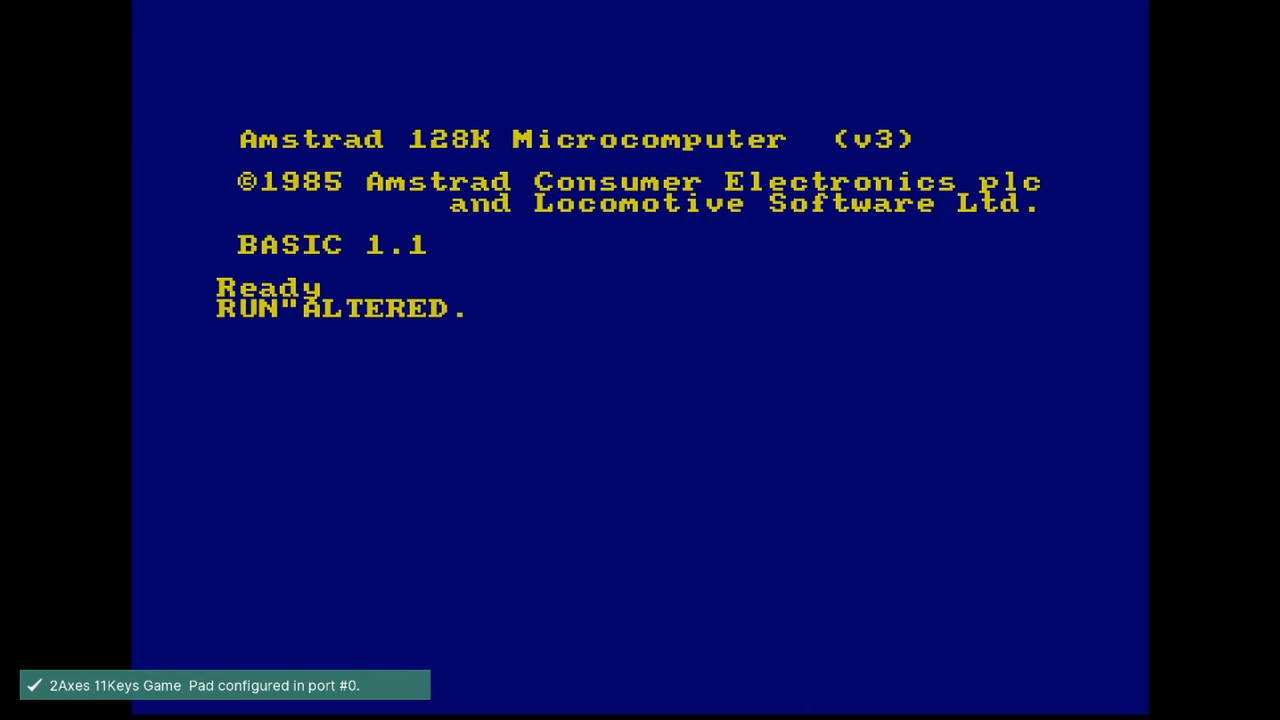 Amstrad 128K Microcomputer (v3)
©1985 Amstrad Consumer Electronics plc
and Locomotive Software Ltd.
BASIC 1.1
Ready
RUN"ALTERED.
2Axes 11Keys Game Pad configured in port #0.